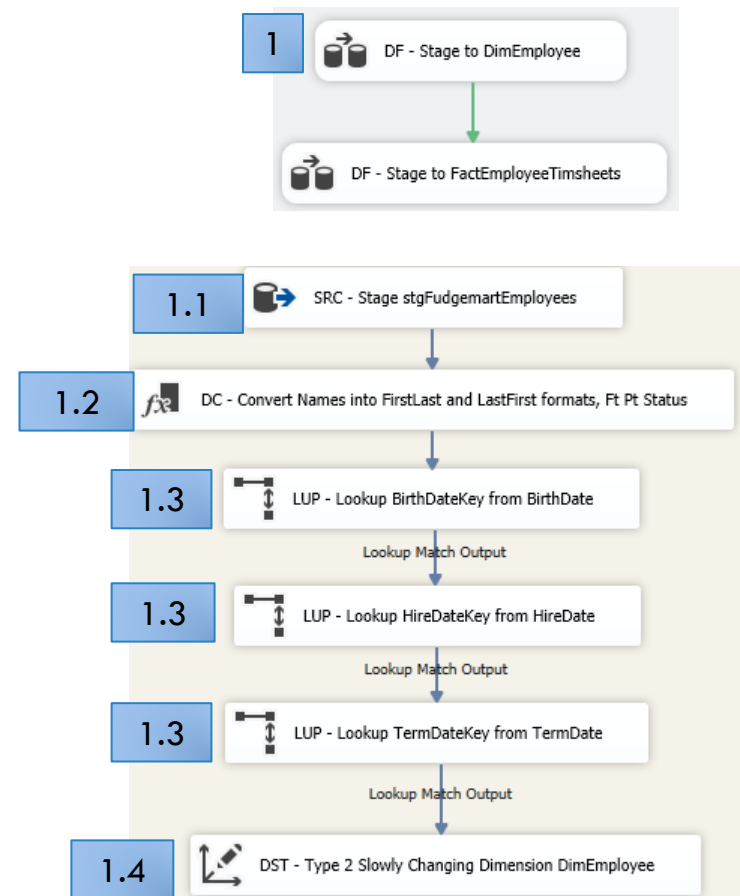 1
DF - Stage to DimEmployee
DF - Stage to FactEmployeeTimsheets
1.1
SRC - Stage stgFudgemartEmployees
1.2
fx
DC - Convert Names into FirstLast and LastFirst formats, Ft Pt Status
1.3
LUP - Lookup BirthDateKey from BirthDate
Lookup Match Output
1.3
LUP - Lookup HireDateKey from HireDate
Lookup Match Output
1.3
LUP - Lookup TermDateKey from TermDate
Lookup Match Output
1.4
DST - Type 2 Slowly Changing Dimension DimEmployee